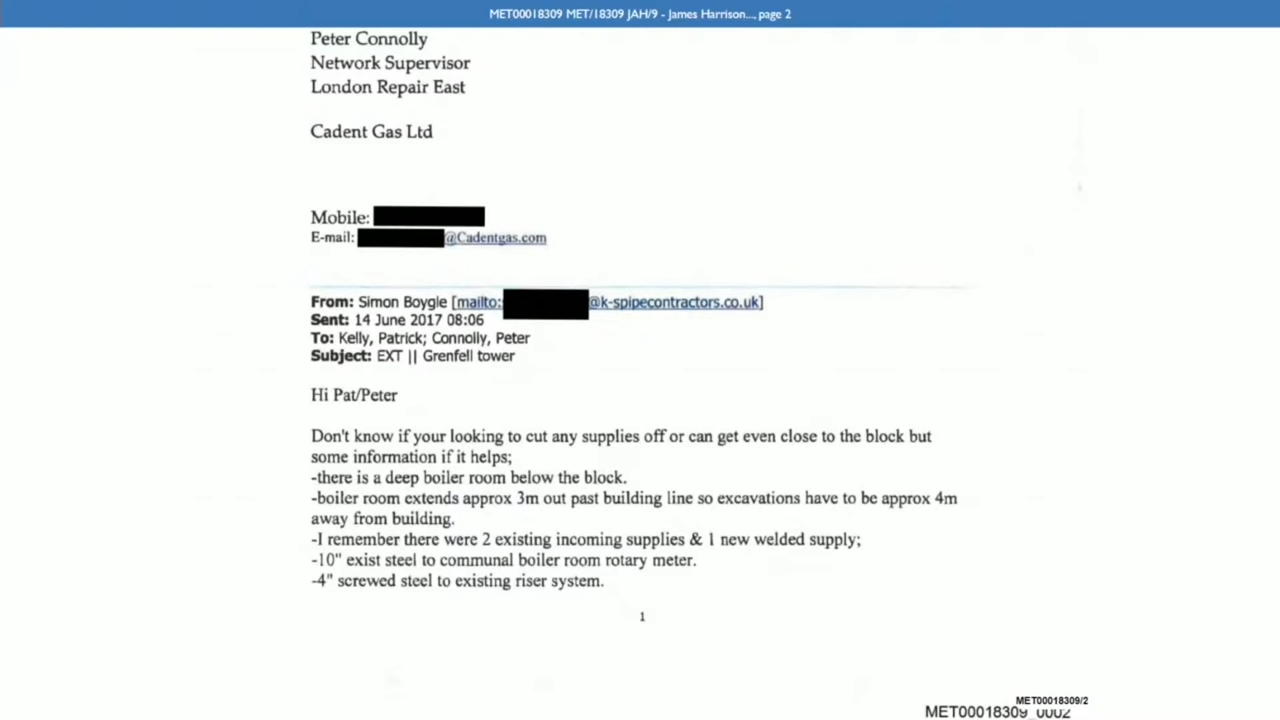 MET00018309 MET/18309 JAH/9 - James Harrison..., page 2
Peter Connolly
Network Supervisor
London Repair East
Cadent Gas Ltd
Mobile:
E-mail: @Cadentgas.com
From: Simon Boygle [mailto: @k-spipecontractors.co.uk]
Sent: 14 June 2017 08:06
To: Kelly, Patrick; Connolly, Peter
Subject: EXT || Grenfell tower
Hi Pat/Peter
Don't know if your looking to cut any supplies off or can get even close to the block but
some information if it helps;
-there is a deep boiler room below the block.
-boiler room extends approx 3m out past building line so excavations have to be approx 4m
away from building.
-I remember there were 2 existing incoming supplies & 1 new welded supply;
-10" exist steel to communal boiler room rotary meter.
-4" screwed steel to existing riser system.
1
MET00018309/2
MET00018309_0002